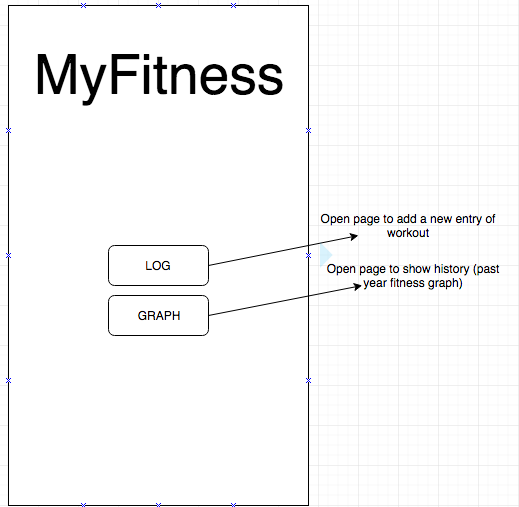 MyFitness
Open page to add a new entry of
workout
LOG
Open page to show history (past
year fitness graph)
GRAPH